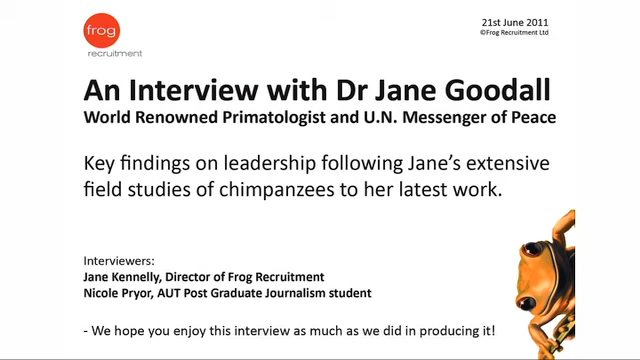 frog
recruitment
21st June 2011
©Frog Recruitment Ltd
An Interview with Dr Jane Goodall
World Renowned Primatologist and U.N. Messenger of Peace
Key findings on leadership following Jane's extensive
field studies of chimpanzees to her latest work.
Interviewers:
Jane Kennelly, Director of Frog Recruitment
Nicole Pryor, AUT Post Graduate Journalism student
- We hope you enjoy this interview as much as we did in producing it!